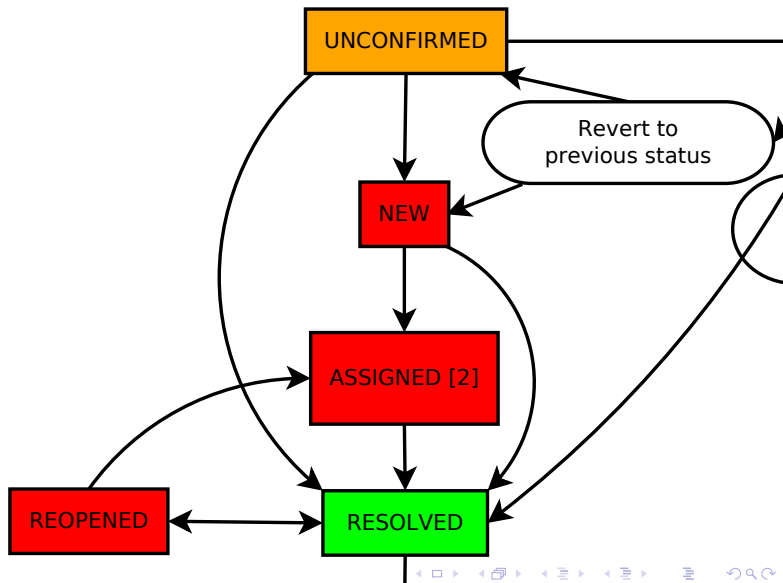 UNCONFIRMED
Revert to
previous status
NEW
ASSIGNED [2]
REOPENED
RESOLVED